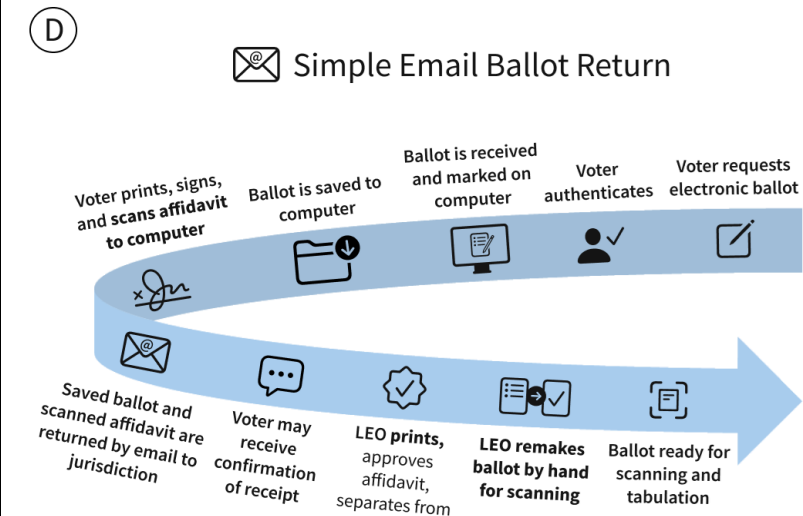 D
Simple Email Ballot Return
Voter requests
electronic ballot
Voter
authenticates
Ballot is received
and marked on
computer
Ballot is saved to
computer
Voter prints, signs,
and scans affidavit
to computer
Saved ballot and
scanned affidavit are
returned by email to
jurisdiction
Voter may
receive
confirmation
of receipt
LEO prints,
approves
affidavit,
separates from
LEO remakes
ballot by hand
for scanning
Ballot ready for
scanning and
tabulation